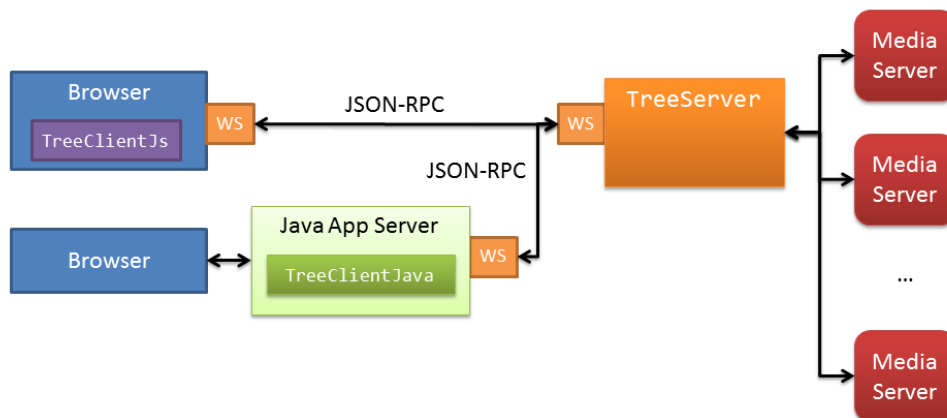 Browser
TreeClientJs
WS
JSON-RPC
WS
TreeServer
Media
Server
JSON-RPC
Media
Server
Browser
Java App Server
TreeClientJava
WS
...
Media
Server